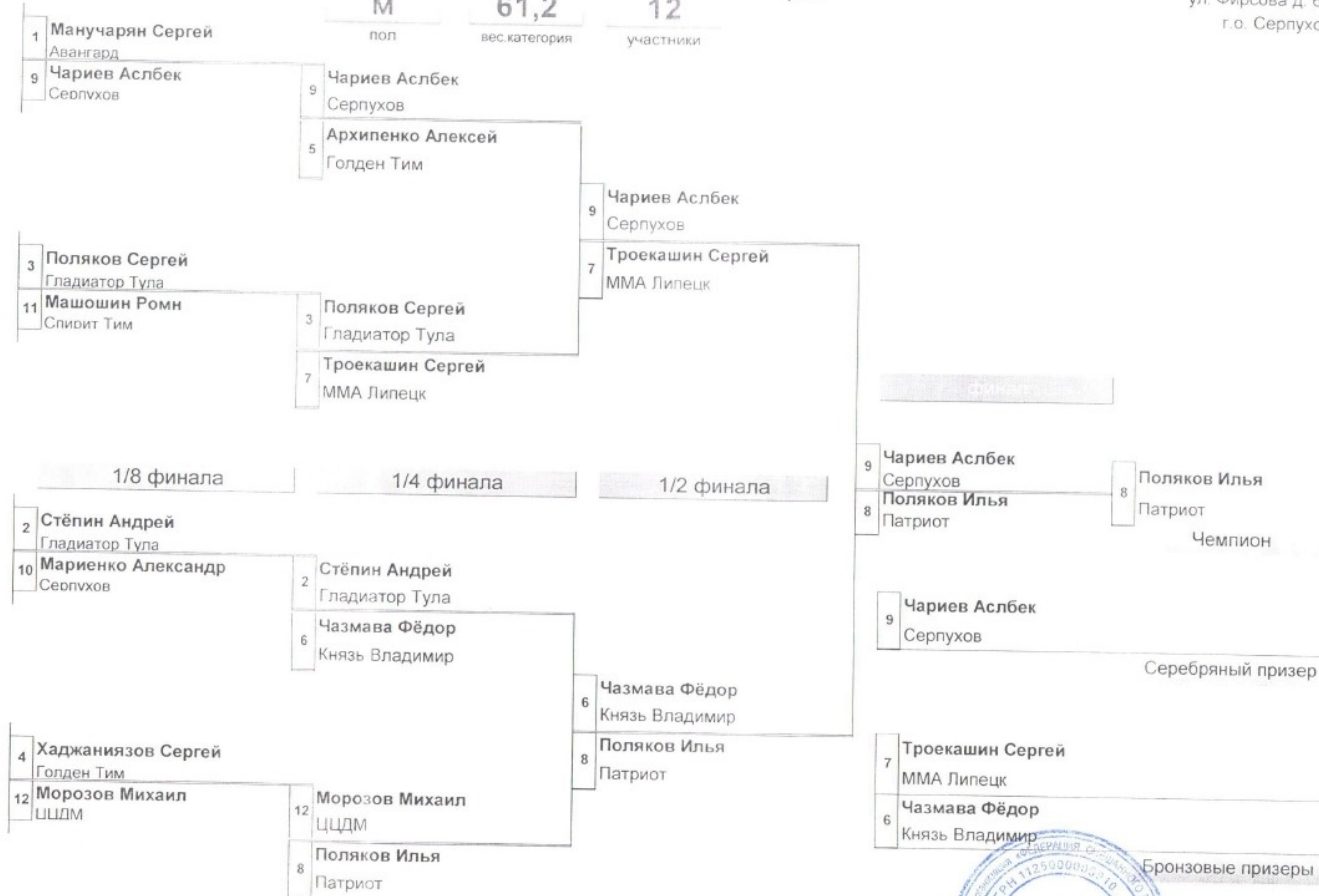 М
61,2
12
пол
вес.категория
участники
ул. Фирсова д. 6
г.о. Серпухо
1 Манучарян Сергей
Авангард
9 Чариев Аслбек
Серпухов
9 Чариев Аслбек
Серпухов
5 Архипенко Алексей
Голден Тим
3 Поляков Сергей
Гладиатор Тула
11 Машошин Ромн
Спирит Тим
3 Поляков Сергей
Гладиатор Тула
7 Троекашин Сергей
ММА Липецк
9 Чариев Аслбек
Серпухов
7 Троекашин Сергей
ММА Липецк
1/8 финала
1/4 финала
1/2 финала
финал
2 Стёпин Андрей
Гладиатор Тула
10 Мариенко Александр
Серпухов
2 Стёпин Андрей
Гладиатор Тула
6 Чазмава Фёдор
Князь Владимир
4 Хаджаниязов Сергей
Голден Тим
12 Морозов Михаил
ЦЦДМ
12 Морозов Михаил
ЦЦДМ
8 Поляков Илья
Патриот
6 Чазмава Фёдор
Князь Владимир
8 Поляков Илья
Патриот
9 Чариев Аслбек
Серпухов
8 Поляков Илья
Патриот
8 Поляков Илья
Патриот
Чемпион
9 Чариев Аслбек
Серпухов
Серебряный призер
7 Троекашин Сергей
ММА Липецк
6 Чазмава Фёдор
Князь Владимир
Бронзовые призеры